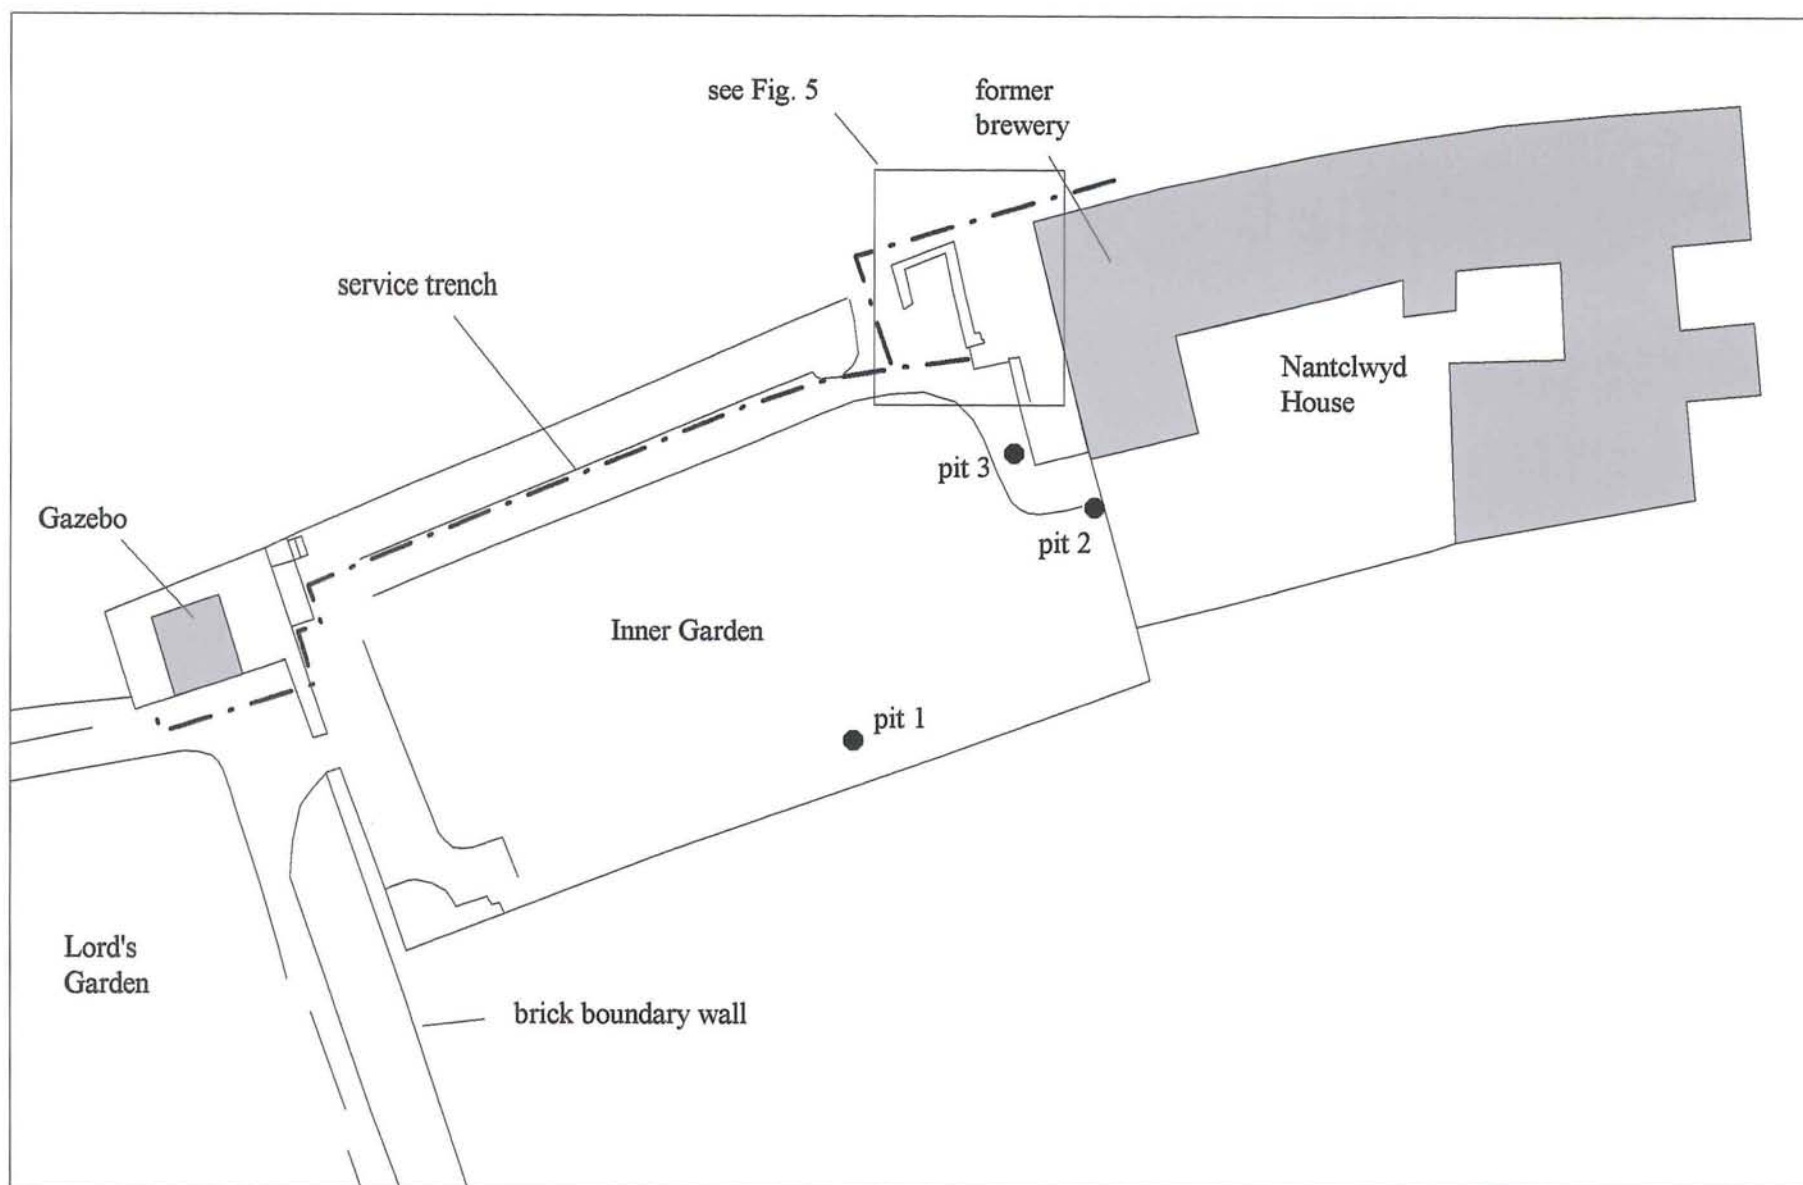 see Fig. 5
former
brewery
service trench
Nantclwyd
House
pit 3
Gazebo
pit 2
Inner Garden
pit 1
Lord's
Garden
brick boundary wall